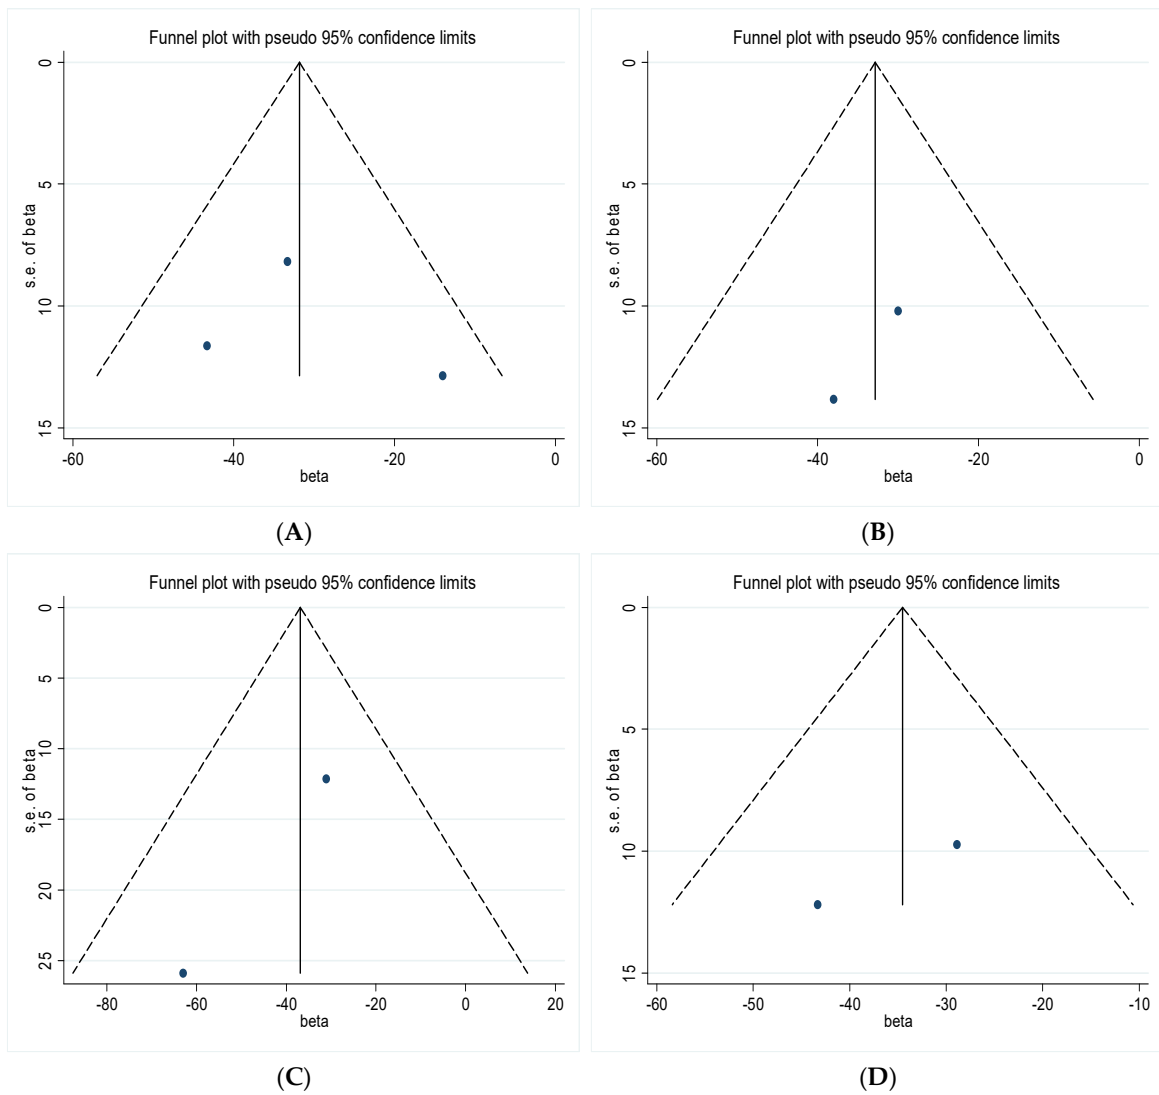 Funnel plot with pseudo 95% confidence limits
0
5
10
15
s.e. of beta
-60
-40
-20
0
beta
(A)
Funnel plot with pseudo 95% confidence limits
0
5
10
15
s.e. of beta
-60
-40
-20
0
beta
(B)
Funnel plot with pseudo 95% confidence limits
0
5
10
15
20
25
s.e. of beta
-80
-60
-40
-20
0
20
beta
(C)
Funnel plot with pseudo 95% confidence limits
0
5
10
15
s.e. of beta
-60
-50
-40
-30
-20
-10
beta
(D)